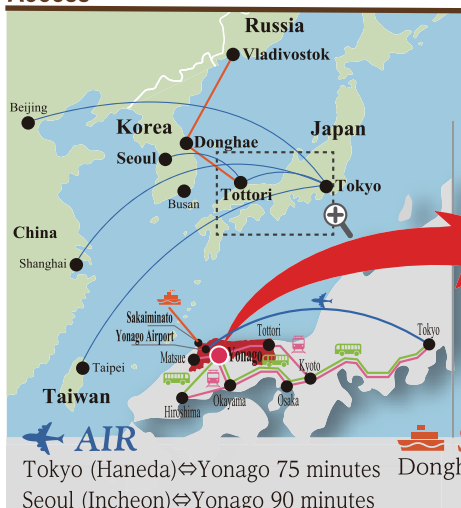 Access
Russia
Vladivostok
Beijing
Korea
Donghae
Japan
Seoul
Tottori
Tokyo
Busan
China
Shanghai
Sakaiminato
Yonago Airport
Tottori
Tokyo
Matsue
Yonago
Kyoto
Taipei
Taiwan
Hiroshima
Okayama
Osaka
AIR
Tokyo (Haneda)⇔Yonago 75 minutes
Dongh
Seoul (Incheon)⇔Yonago 90 minutes